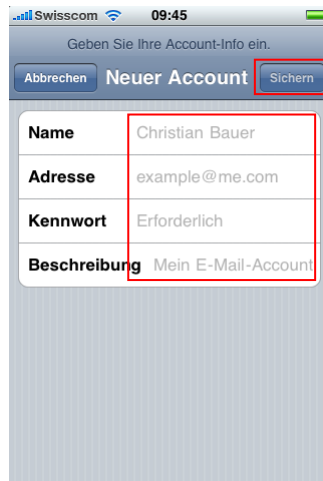 Swisscom 09:45
Geben Sie Ihre Account-Info ein.
Abbrechen Neuer Account Sichern
Name Christian Bauer
Adresse example@me.com
Kennwort Erforderlich
Beschreibung Mein E-Mail-Account